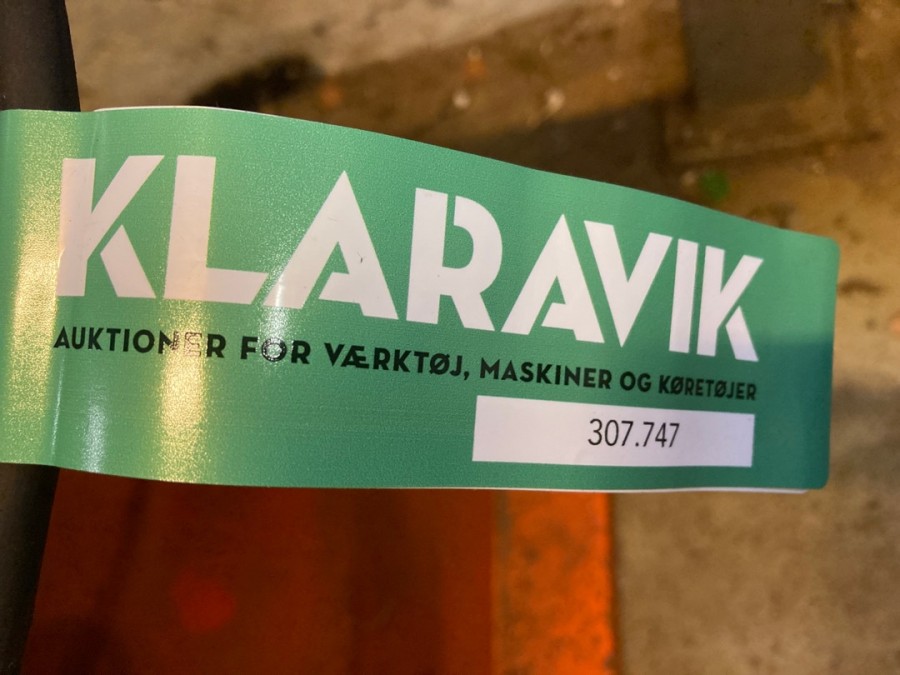 KLARAVIK
AUKTIONER FOR VÆRKTØJ, MASKINER OG KØRETØJER
307.747